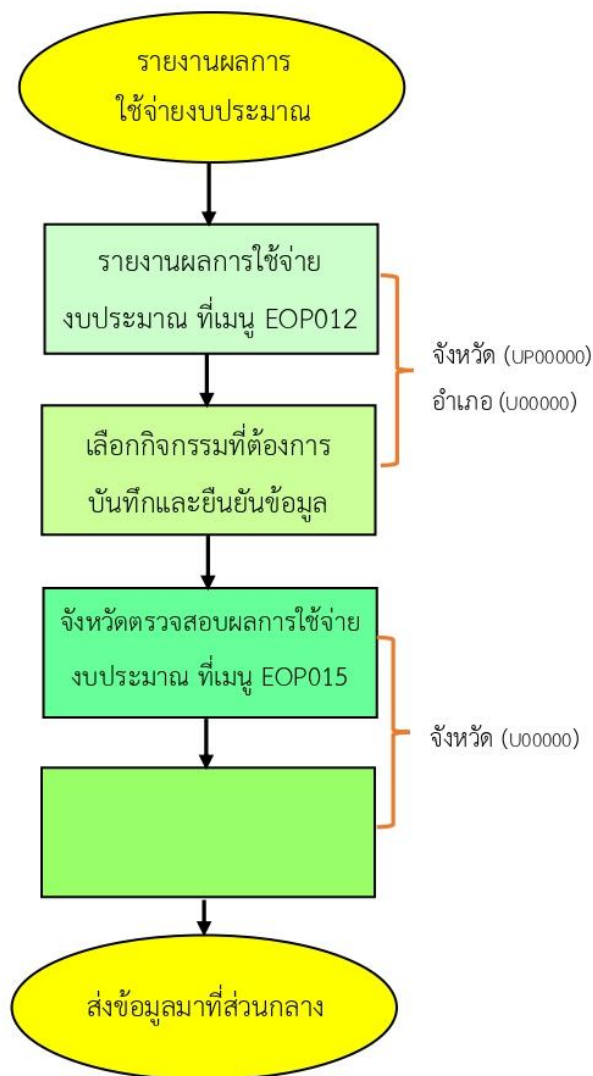 รายงานผลการ
ใช้จ่ายงบประมาณ
รายงานผลการใช้จ่าย
งบประมาณ ที่เมนู EOP012
จังหวัด (UP00000)
อำเภอ (U00000)
เลือกกิจกรรมที่ต้องการ
บันทึกและยืนยันข้อมูล
จังหวัดตรวจสอบผลการใช้จ่าย
งบประมาณ ที่เมนู EOP015
จังหวัด (U00000)
ส่งข้อมูลมาที่ส่วนกลาง